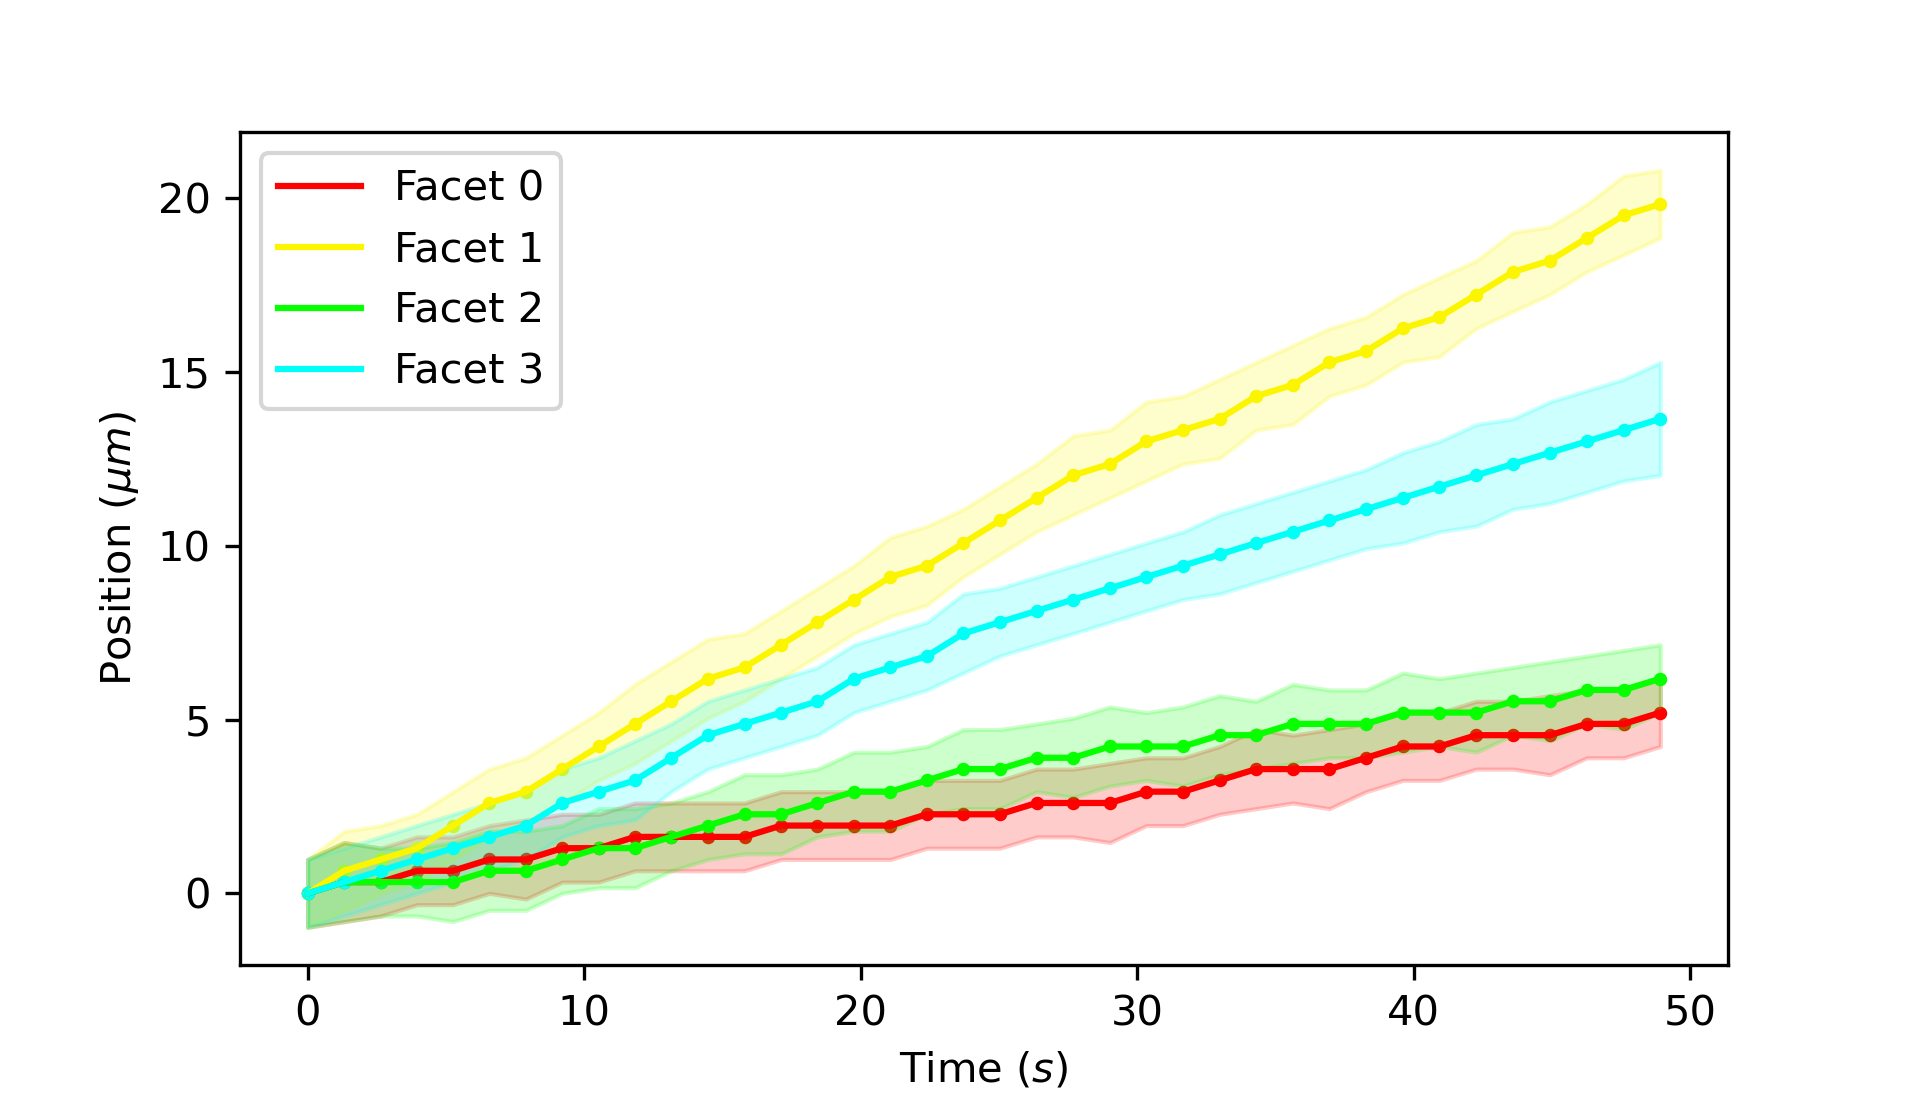 Facet 0
Facet 1
Facet 2
Facet 3
20
15
10
5
0
Position (μm)
0 10 20 30 40 50
Time (s)